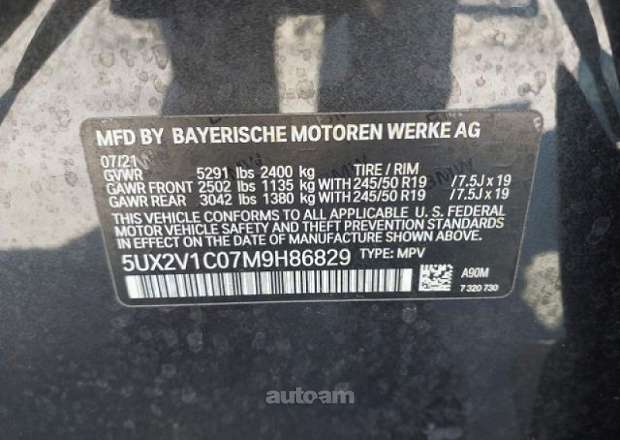 MFD BY BAYERISCHE MOTOREN WERKE AG
07/21
GVWR 5291 lbs 2400 kg TIRE / RIM
GAWR FRONT 2502 lbs 1135 kg WITH 245/50 R19 /7.5J x 19
GAWR REAR 3042 lbs 1380 kg WITH 245/50 R19 /7.5J x 19
THIS VEHICLE CONFORMS TO ALL APPLICABLE U. S. FEDERAL
MOTOR VEHICLE SAFETY AND THEFT PREVENTION STANDARDS
IN EFFECT ON THE DATE OF MANUFACTURE SHOWN ABOVE.
5UX2V1C07M9H86829 TYPE: MPV
A90M
7 320 730
autoam